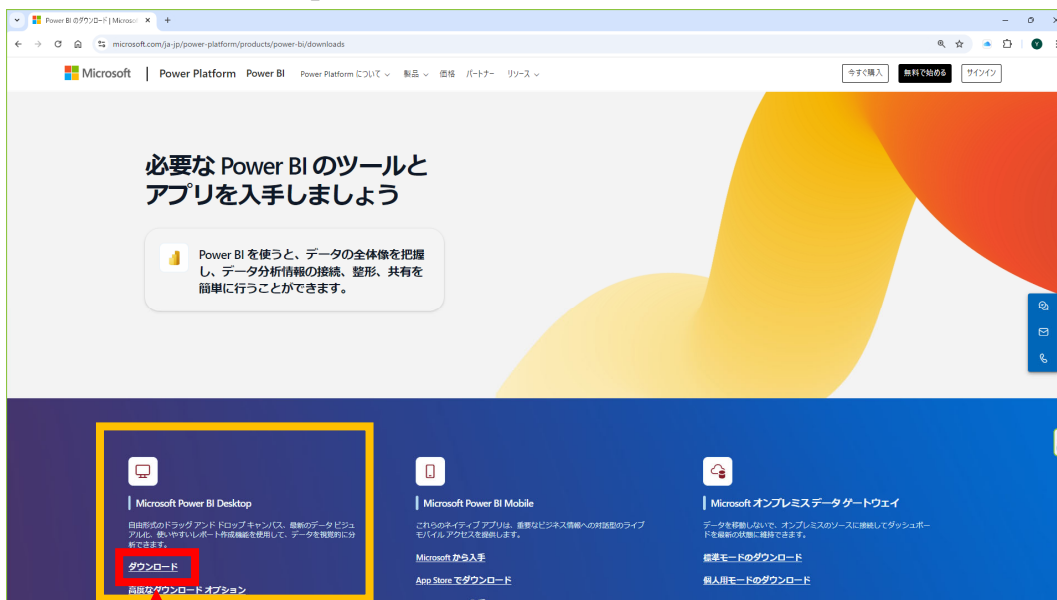 Power BI のダウンロード | Microsof
microsoft.com/ja-jp/power-platform/products/power-bi/downloads
Microsoft
Power Platform
Power BI
Power Platform について
製品
価格
パートナー
リソース
今すぐ購入
無料で始める
サインイン
必要な Power BI のツールと
アプリを入手しましょう
Power BI を使うと、データの全体像を把握
し、データ分析情報の接続、整形、共有を
簡単に行うことができます。
Microsoft Power BI Desktop
自由形式のドラッグ アンド ドロップ キャンバス、最新のデータ ビジュ
アル化、使いやすいレポート作成機能を使用して、データを視覚的に分
析できます。
ダウンロード
高度なダウンロード オプション
Microsoft Power BI Mobile
これらのネイティブ アプリは、重要なビジネス情報への対話型のライブ
モバイル アクセスを提供します。
Microsoft から入手
App Store でダウンロード
Microsoft オンプレミス データ ゲートウェイ
データを移動しないで、オンプレミスのソースに接続してダッシュボー
ドを最新の状態に維持できます。
標準モードのダウンロード
個人用モードのダウンロード